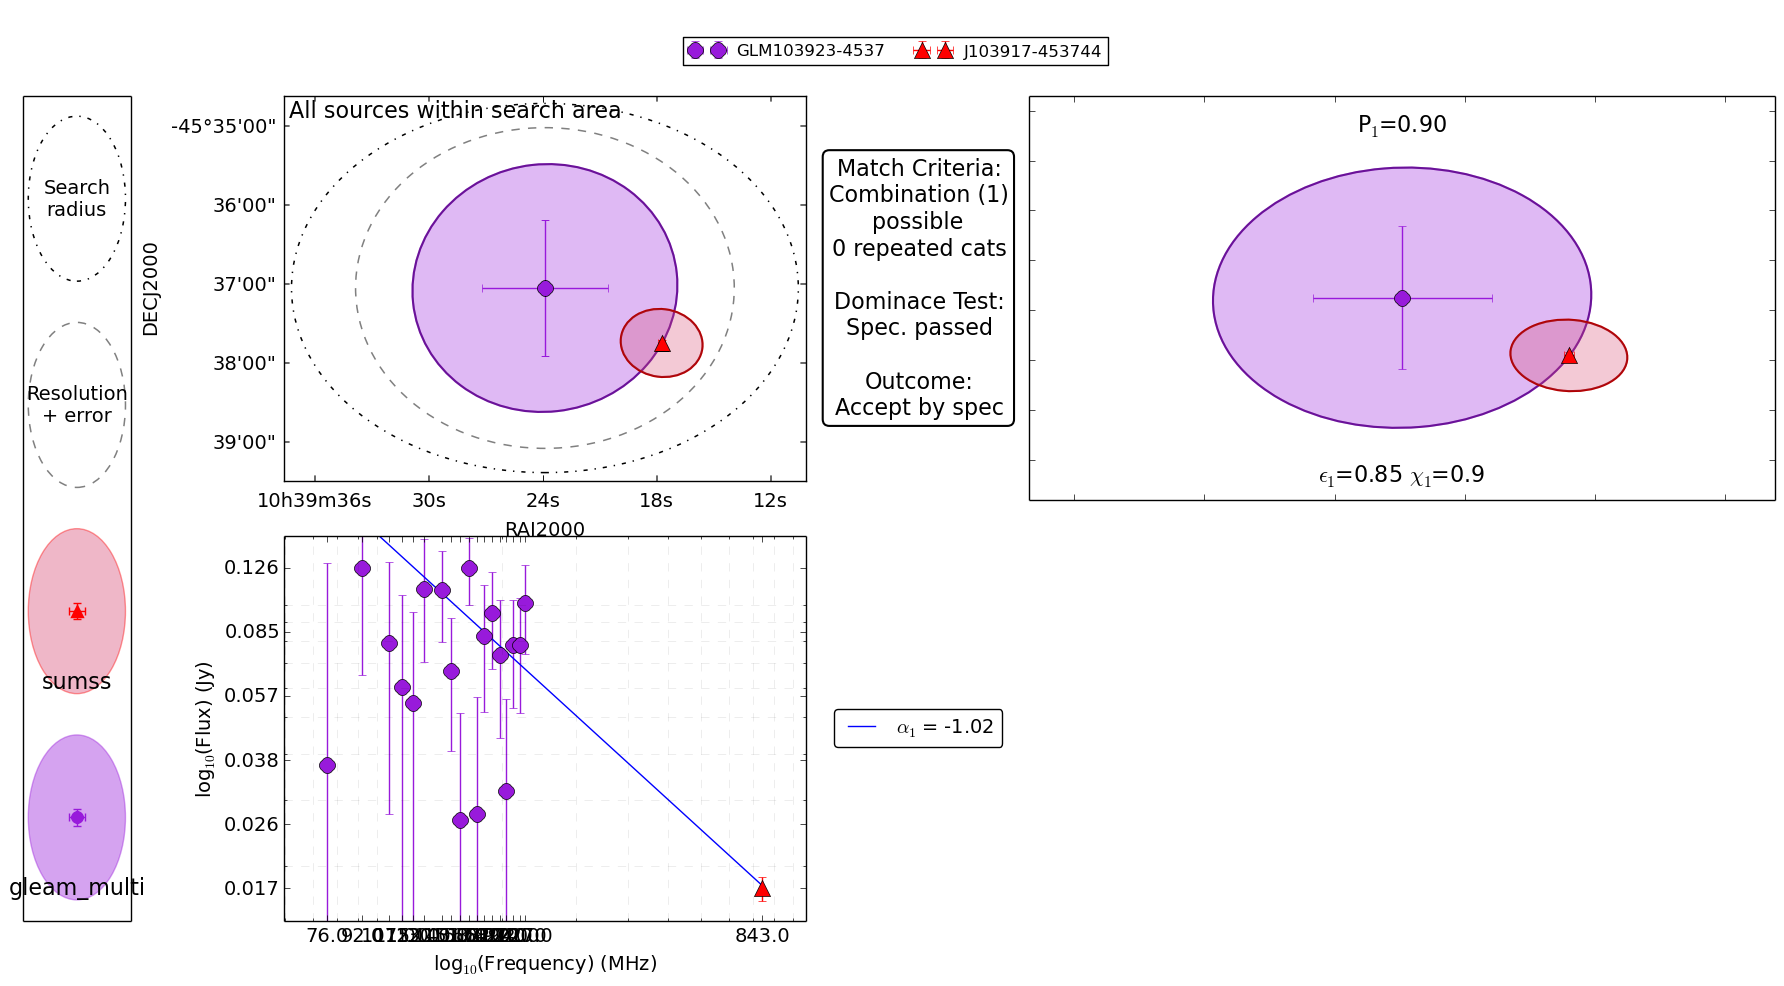 GLM103923-4537 J103917-453744
Search
radius
Resolution
+ error
sumss
gleam_multi
All sources within search area
DECJ2000
-45°35'00"
36'00"
37'00"
38'00"
39'00"
10h39m36s 30s 24s 18s 12s
RAJ2000
Match Criteria:
Combination (1)
possible
0 repeated cats
Dominace Test:
Spec. passed
Outcome:
Accept by spec
P₁=0.90
ϵ₁=0.85 χ₁=0.9
log₁₀(Flux) (Jy)
0.126
0.085
0.057
0.038
0.026
0.017
76.0 843.0
log₁₀(Frequency) (MHz)
α₁ = -1.02